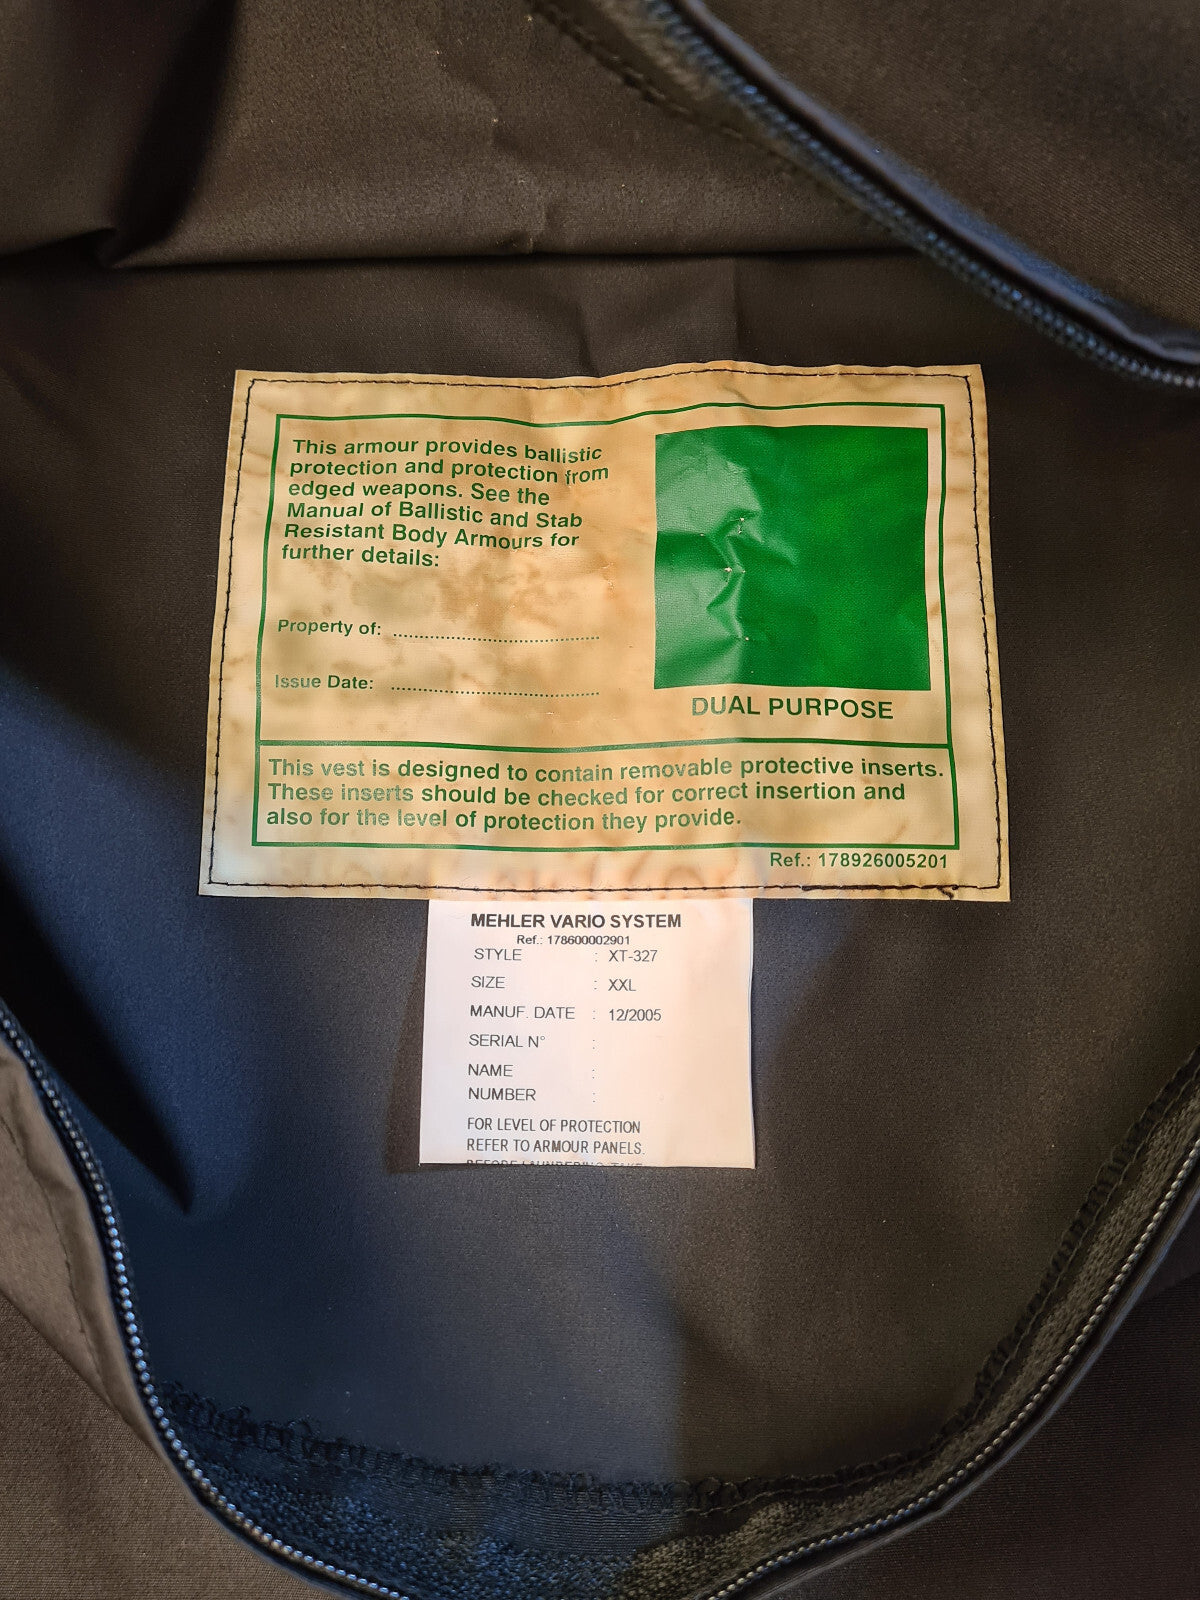 This armour provides ballistic
protection and protection from
edged weapons. See the
Manual of Ballistic and Stab
Resistant Body Armours for
further details:
Property of: ........................................
Issue Date: ........................................
DUAL PURPOSE
This vest is designed to contain removable protective inserts.
These inserts should be checked for correct insertion and
also for the level of protection they provide.
Ref.: 178926005201
MEHLER VARIO SYSTEM
Ref.: 178600002901
STYLE : XT-327
SIZE : XXL
MANUF. DATE : 12/2005
SERIAL N° :
NAME :
NUMBER :
FOR LEVEL OF PROTECTION
REFER TO ARMOUR PANELS.
BEFORE LAUNDERING TAKE